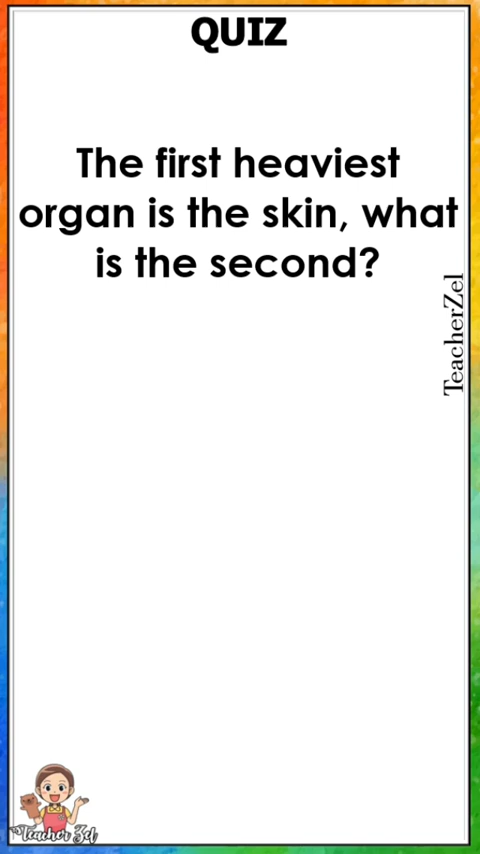 QUIZ
The first heaviest
organ is the skin, what
is the second?
TeacherZel
Teacher Zel